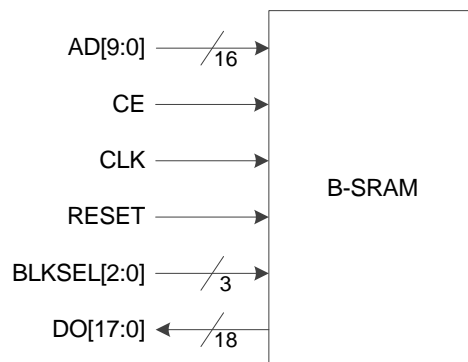 AD[9:0]
16
CE
CLK
B-SRAM
RESET
BLKSEL[2:0]
3
DO[17:0]
18